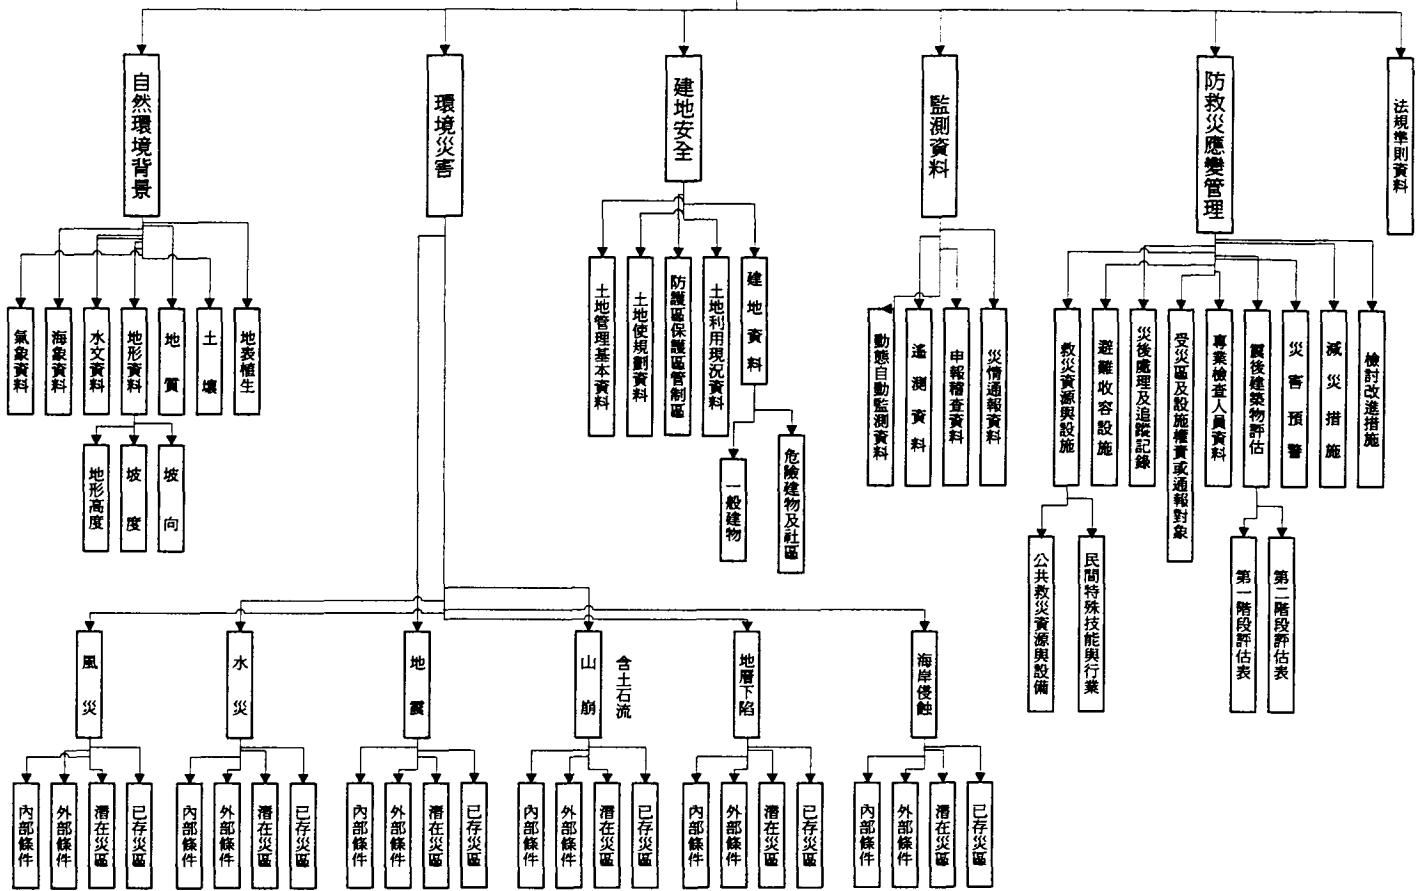 自然環境背景
環境災害
建地安全
監測資料
防救災應變管理
法規準則資料
氣象資料
海象資料
水文資料
地形資料
地質
土壤
地表植生
地形高度
坡度
坡向
土地管理基本資料
土地使規劃資料
防護區保護區管制區
土地利用現況資料
建地資料
一般建物
危險建物及社區
動態自動監測資料
遙測資料
申報稽查資料
災情通報資料
救災資源與設施
避難收容設施
災後處理及追蹤記錄
受災區及設施權責或通報對象
專業檢查人員資料
震後建築物評估
災害預警
減災措施
檢討改進措施
公共救災資源與設備
民間特殊技能與行業
第一階段評估表
第二階段評估表
風災
水災
地震
山崩
含土石流
地層下陷
海岸侵蝕
內部條件
外部條件
潛在災區
已存災區
內部條件
外部條件
潛在災區
已存災區
內部條件
外部條件
潛在災區
已存災區
內部條件
外部條件
潛在災區
已存災區
內部條件
外部條件
潛在災區
已存災區
內部條件
外部條件
潛在災區
已存災區